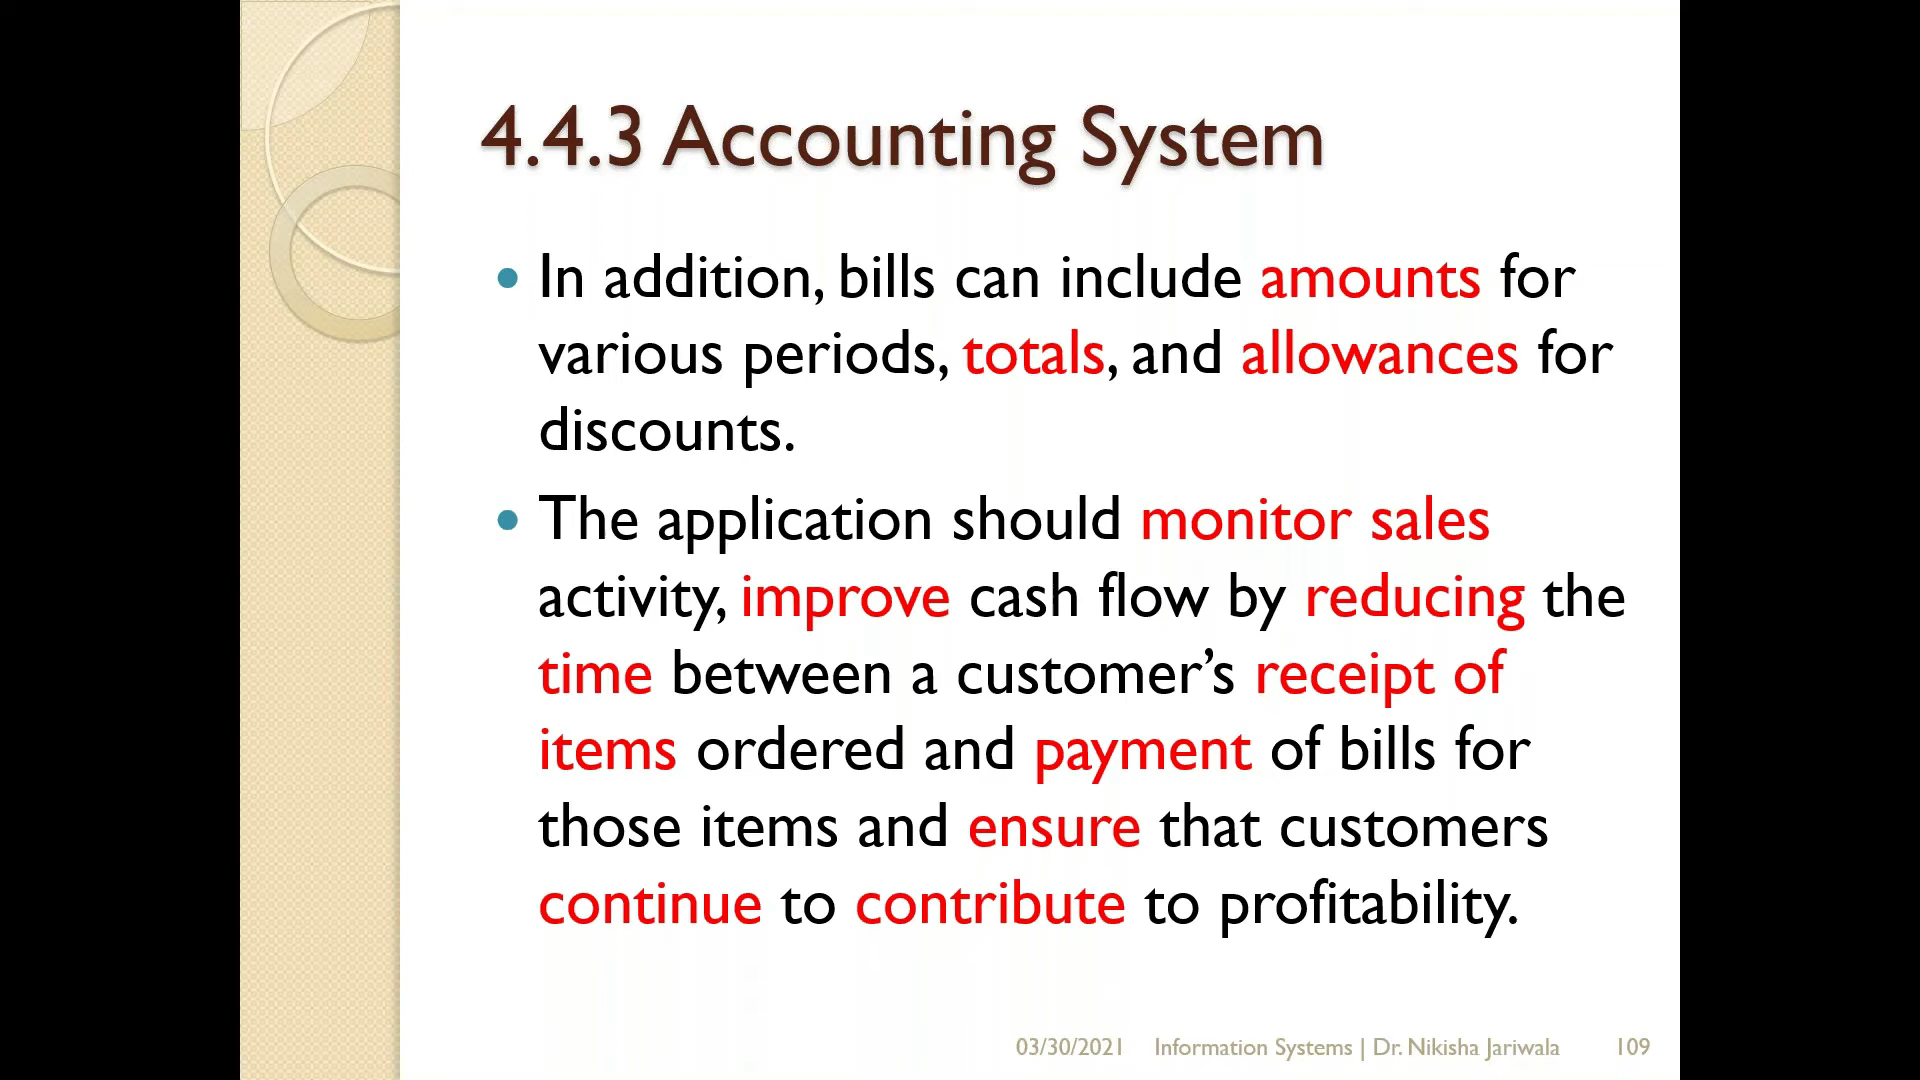 4.4.3 Accounting System
• In addition, bills can include amounts for
various periods, totals, and allowances for
discounts.
• The application should monitor sales
activity, improve cash flow by reducing the
time between a customer’s receipt of
items ordered and payment of bills for
those items and ensure that customers
continue to contribute to profitability.
03/30/2021 Information Systems | Dr. Nikisha Jariwala 109